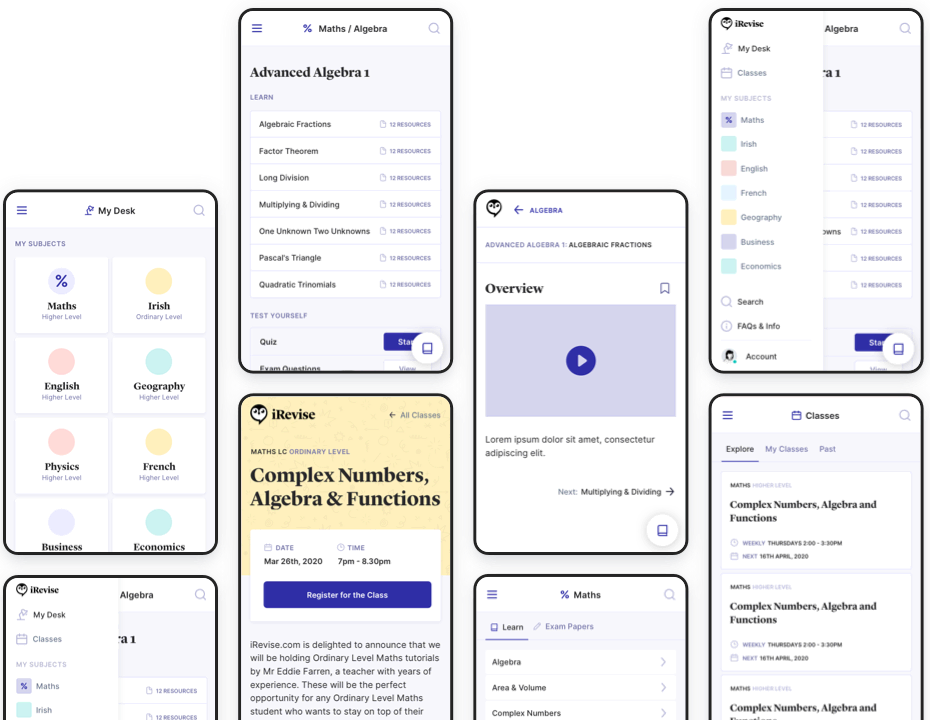 My Desk
MY SUBJECTS
Maths
Higher Level
Irish
Ordinary Level
English
Higher Level
Geography
Higher Level
Physics
Higher Level
French
Higher Level
Business
Economics
iRevise
Algebra
My Desk
ra 1
Classes
MY SUBJECTS
Maths
12 RESOURCES
Irish
12 RESOURCES
Maths / Algebra
Advanced Algebra 1
LEARN
Algebraic Fractions 12 RESOURCES
Factor Theorem 12 RESOURCES
Long Division 12 RESOURCES
Multiplying & Dividing 12 RESOURCES
One Unknown Two Unknowns 12 RESOURCES
Pascal's Triangle 12 RESOURCES
Quadratic Trinomials 12 RESOURCES
TEST YOURSELF
Quiz Star
Exam Questions View
iRevise ← All Classes
MATHS LC ORDINARY LEVEL
Complex Numbers,
Algebra & Functions
DATE TIME
Mar 26th, 2020 7pm - 8.30pm
Register for the Class
iRevise.com is delighted to announce that we
will be holding Ordinary Level Maths tutorials
by Mr Eddie Farren, a teacher with years of
experience. These will be the perfect
opportunity for any Ordinary Level Maths
student who wants to stay on top of their
← ALGEBRA
ADVANCED ALGEBRA 1: ALGEBRAIC FRACTIONS
Overview
Lorem ipsum dolor sit amet, consectetur
adipiscing elit.
Next: Multiplying & Dividing →
% Maths
Learn Exam Papers
Algebra
Area & Volume
Complex Numbers
iRevise
Algebra
My Desk
ra 1
Classes
MY SUBJECTS
Maths 12 RESOURCES
Irish 12 RESOURCES
English 12 RESOURCES
French 12 RESOURCES
Geography owns 12 RESOURCES
Business 12 RESOURCES
Economics 12 RESOURCES
Search
FAQs & Info
Star
Account
View
Classes
Explore My Classes Past
MATHS HIGHER LEVEL
Complex Numbers, Algebra and
Functions
WEEKLY THURSDAYS 2:00 - 3:30PM
NEXT 16TH APRIL, 2020
MATHS HIGHER LEVEL
Complex Numbers, Algebra and
Functions
WEEKLY THURSDAYS 2:00 - 3:30PM
NEXT 16TH APRIL, 2020
MATHS HIGHER LEVEL
Complex Numbers, Algebra and
Functions